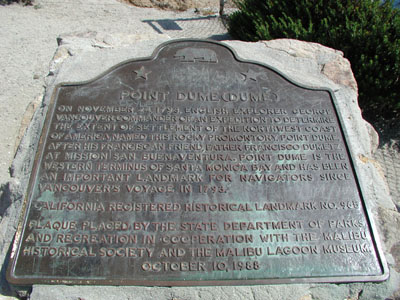 POINT DUME (DUMETZ)
ON NOVEMBER 24, 1793, ENGLISH EXPLORER GEORGE
VANCOUVER, COMMANDER OF AN EXPEDITION TO DETERMINE
THE EXTENT OF SETTLEMENT OF THE NORTHWEST COAST
OF AMERICA, NAMED THIS ROCKY PROMONTORY, POINT DUME
AFTER HIS FRANCISCAN FRIEND, FATHER FRANCISCO DUMETZ
AT MISSION SAN BUENAVENTURA. POINT DUME IS THE
WESTERN TERMINUS OF SANTA MONICA BAY AND HAS BEEN
AN IMPORTANT LANDMARK FOR NAVIGATORS SINCE
VANCOUVER'S VOYAGE IN 1793.
CALIFORNIA REGISTERED HISTORICAL LANDMARK NO. 965
PLAQUE PLACED BY THE STATE DEPARTMENT OF PARKS
AND RECREATION IN COOPERATION WITH THE MALIBU
HISTORICAL SOCIETY AND THE MALIBU LAGOON MUSEUM.
OCTOBER 10, 1988